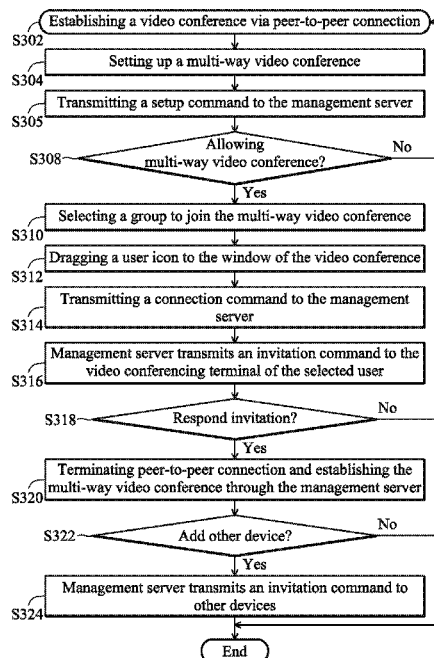 Establishing a video conference via peer-to-peer connection
S302
Setting up a multi-way video conference
S304
Transmitting a setup command to the management server
S305
Allowing
multi-way video conference?
S308
No
Yes
Selecting a group to join the multi-way video conference
S310
Dragging a user icon to the window of the video conference
S312
Transmitting a connection command to the management
server
S314
Management server transmits an invitation command to the
video conferencing terminal of the selected user
S316
Respond invitation?
S318
No
Yes
Terminating peer-to-peer connection and establishing the
multi-way video conference through the management server
S320
Add other device?
S322
No
Yes
Management server transmits an invitation command to
other devices
S324
End